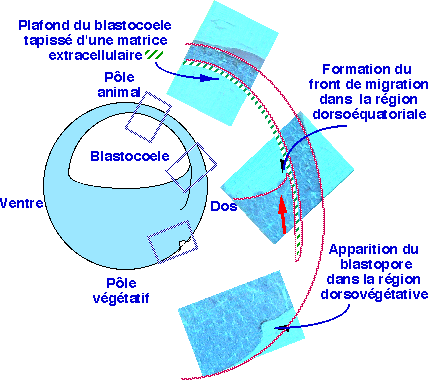 Plafond du blastocoele
tapissé d'une matrice
extracellulaire
Pôle
animal
Blastocoele
Ventre
Dos
Pôle
végétatif
Formation du
front de migration
dans la région
dorsoéquatoriale
Apparition du
blastopore
dans la région
dorsovégétative